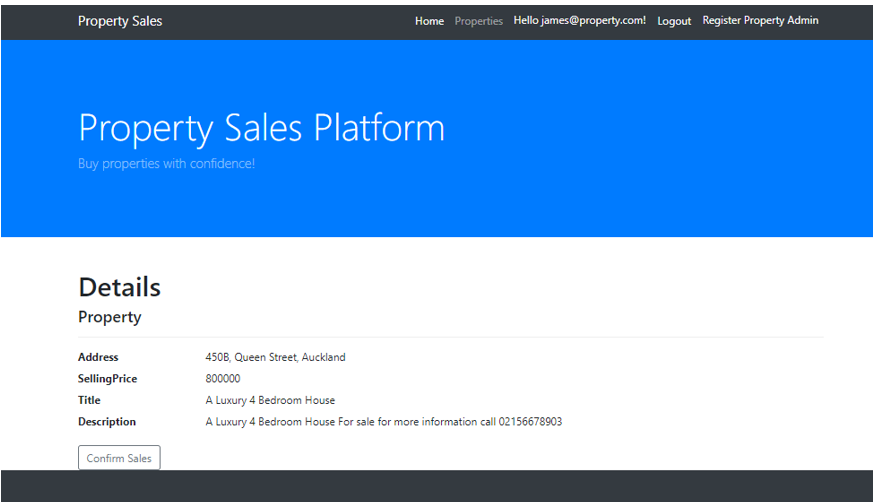 Property Sales Home Properties Hello james@property.com! Logout Register Property Admin
Property Sales Platform
Buy properties with confidence!
Details
Property
Address 450B, Queen Street, Auckland
SellingPrice 800000
Title A Luxury 4 Bedroom House
Description A Luxury 4 Bedroom House For sale for more information call 02156678903
Confirm Sales